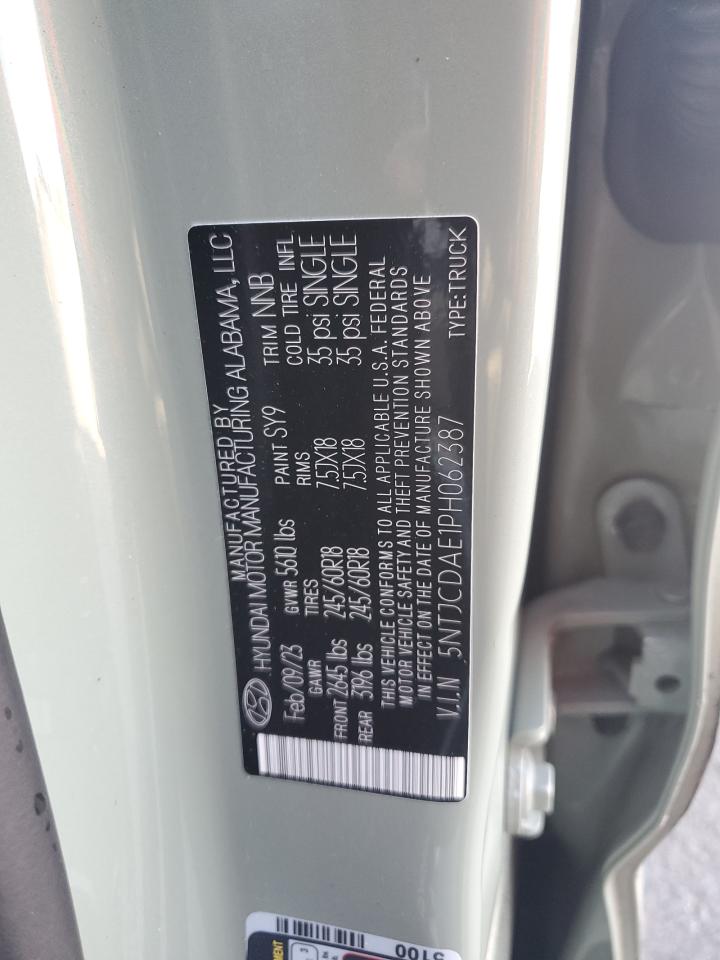 MANUFACTURED BY
HYUNDAI MOTOR MANUFACTURING ALABAMA, LLC
Feb/09/23 GVWR 5610 lbs PAINT SY9 TRIM NNB
GAWR TIRES RIMS COLD TIRE INFL
FRONT 2645 lbs 245/60R18 7.5JX18 35 psi SINGLE
REAR 3196 lbs 245/60R18 7.5JX18 35 psi SINGLE
THIS VEHICLE CONFORMS TO ALL APPLICABLE U.S.A. FEDERAL
MOTOR VEHICLE SAFETY AND THEFT PREVENTION STANDARDS
IN EFFECT ON THE DATE OF MANUFACTURE SHOWN ABOVE
V.I.N 5NTJCDAE1PH062387 TYPE:TRUCK
5100